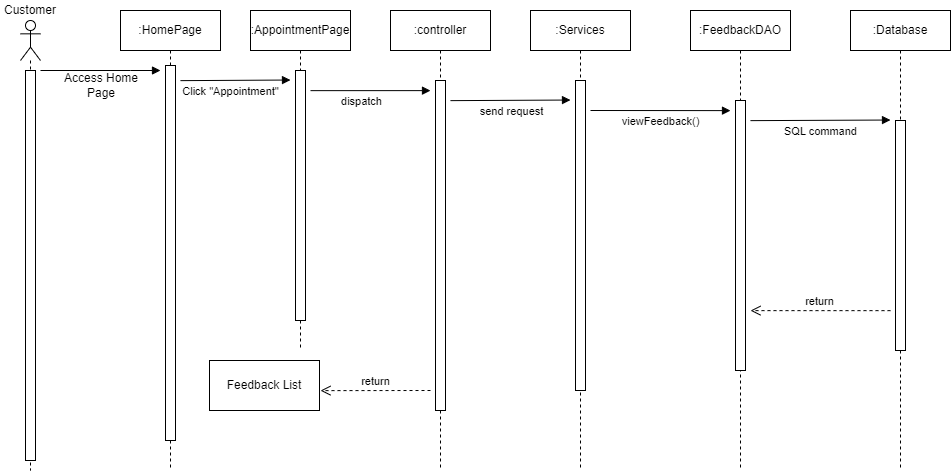 Customer
:HomePage
:AppointmentPage
:controller
:Services
:FeedbackDAO
:Database
Access Home
Page
Click "Appointment"
dispatch
send request
viewFeedback()
SQL command
return
Feedback List
return